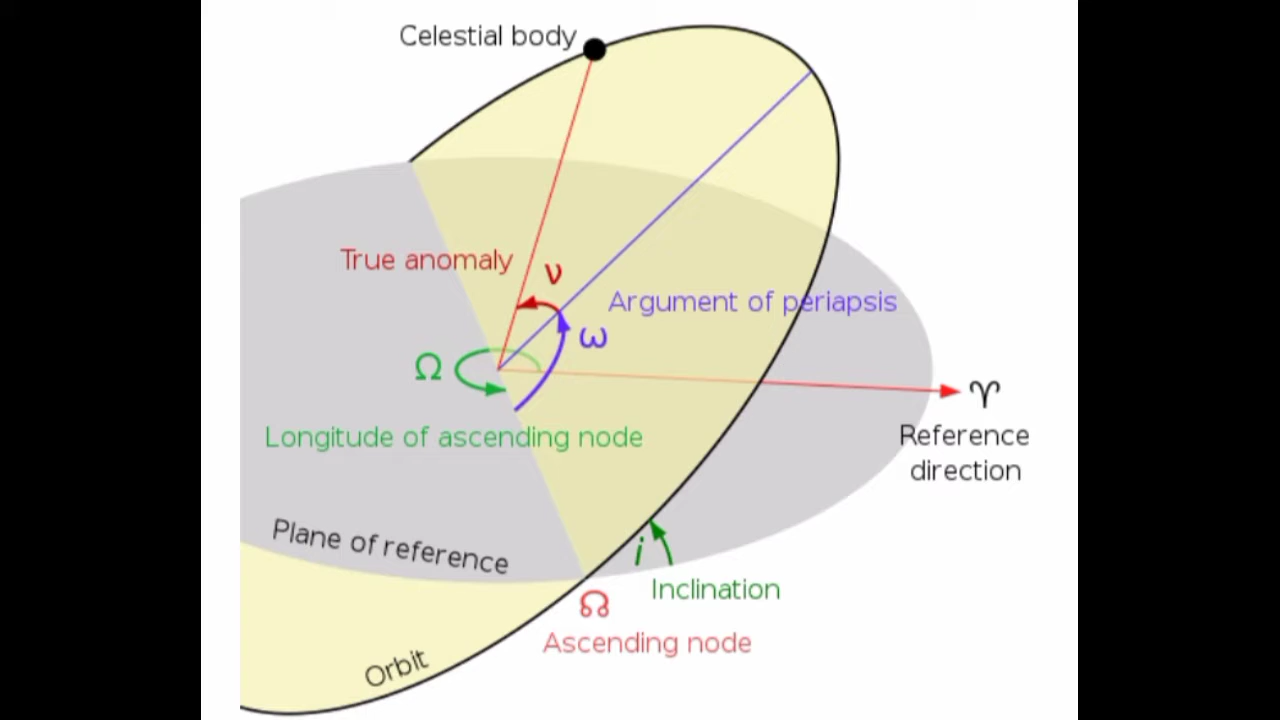 Celestial body
True anomaly
ν
Argument of periapsis
ω
Ω
♈
Reference
direction
Longitude of ascending node
Plane of reference
i
Inclination
☊
Ascending node
Orbit